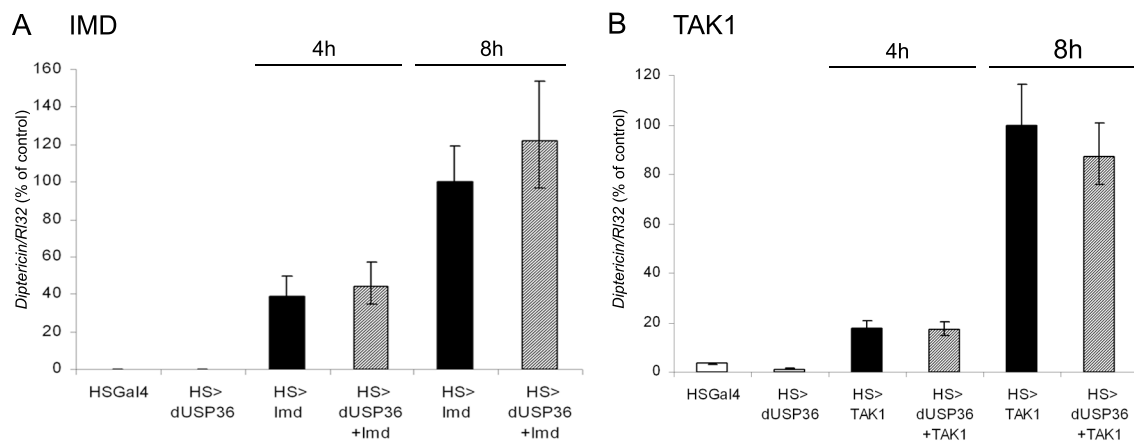 A IMD
4h 8h
Diptericin/Rl32 (% of control)
160
140
120
100
80
60
40
20
0
HSGal4
HS>
dUSP36
HS>
Imd
HS>
dUSP36
+Imd
HS>
Imd
HS>
dUSP36
+Imd
B TAK1
4h 8h
Diptericin/Rl32 (% of control)
120
100
80
60
40
20
0
HSGal4
HS>
dUSP36
HS>
TAK1
HS>
dUSP36
+TAK1
HS>
TAK1
HS>
dUSP36
+TAK1